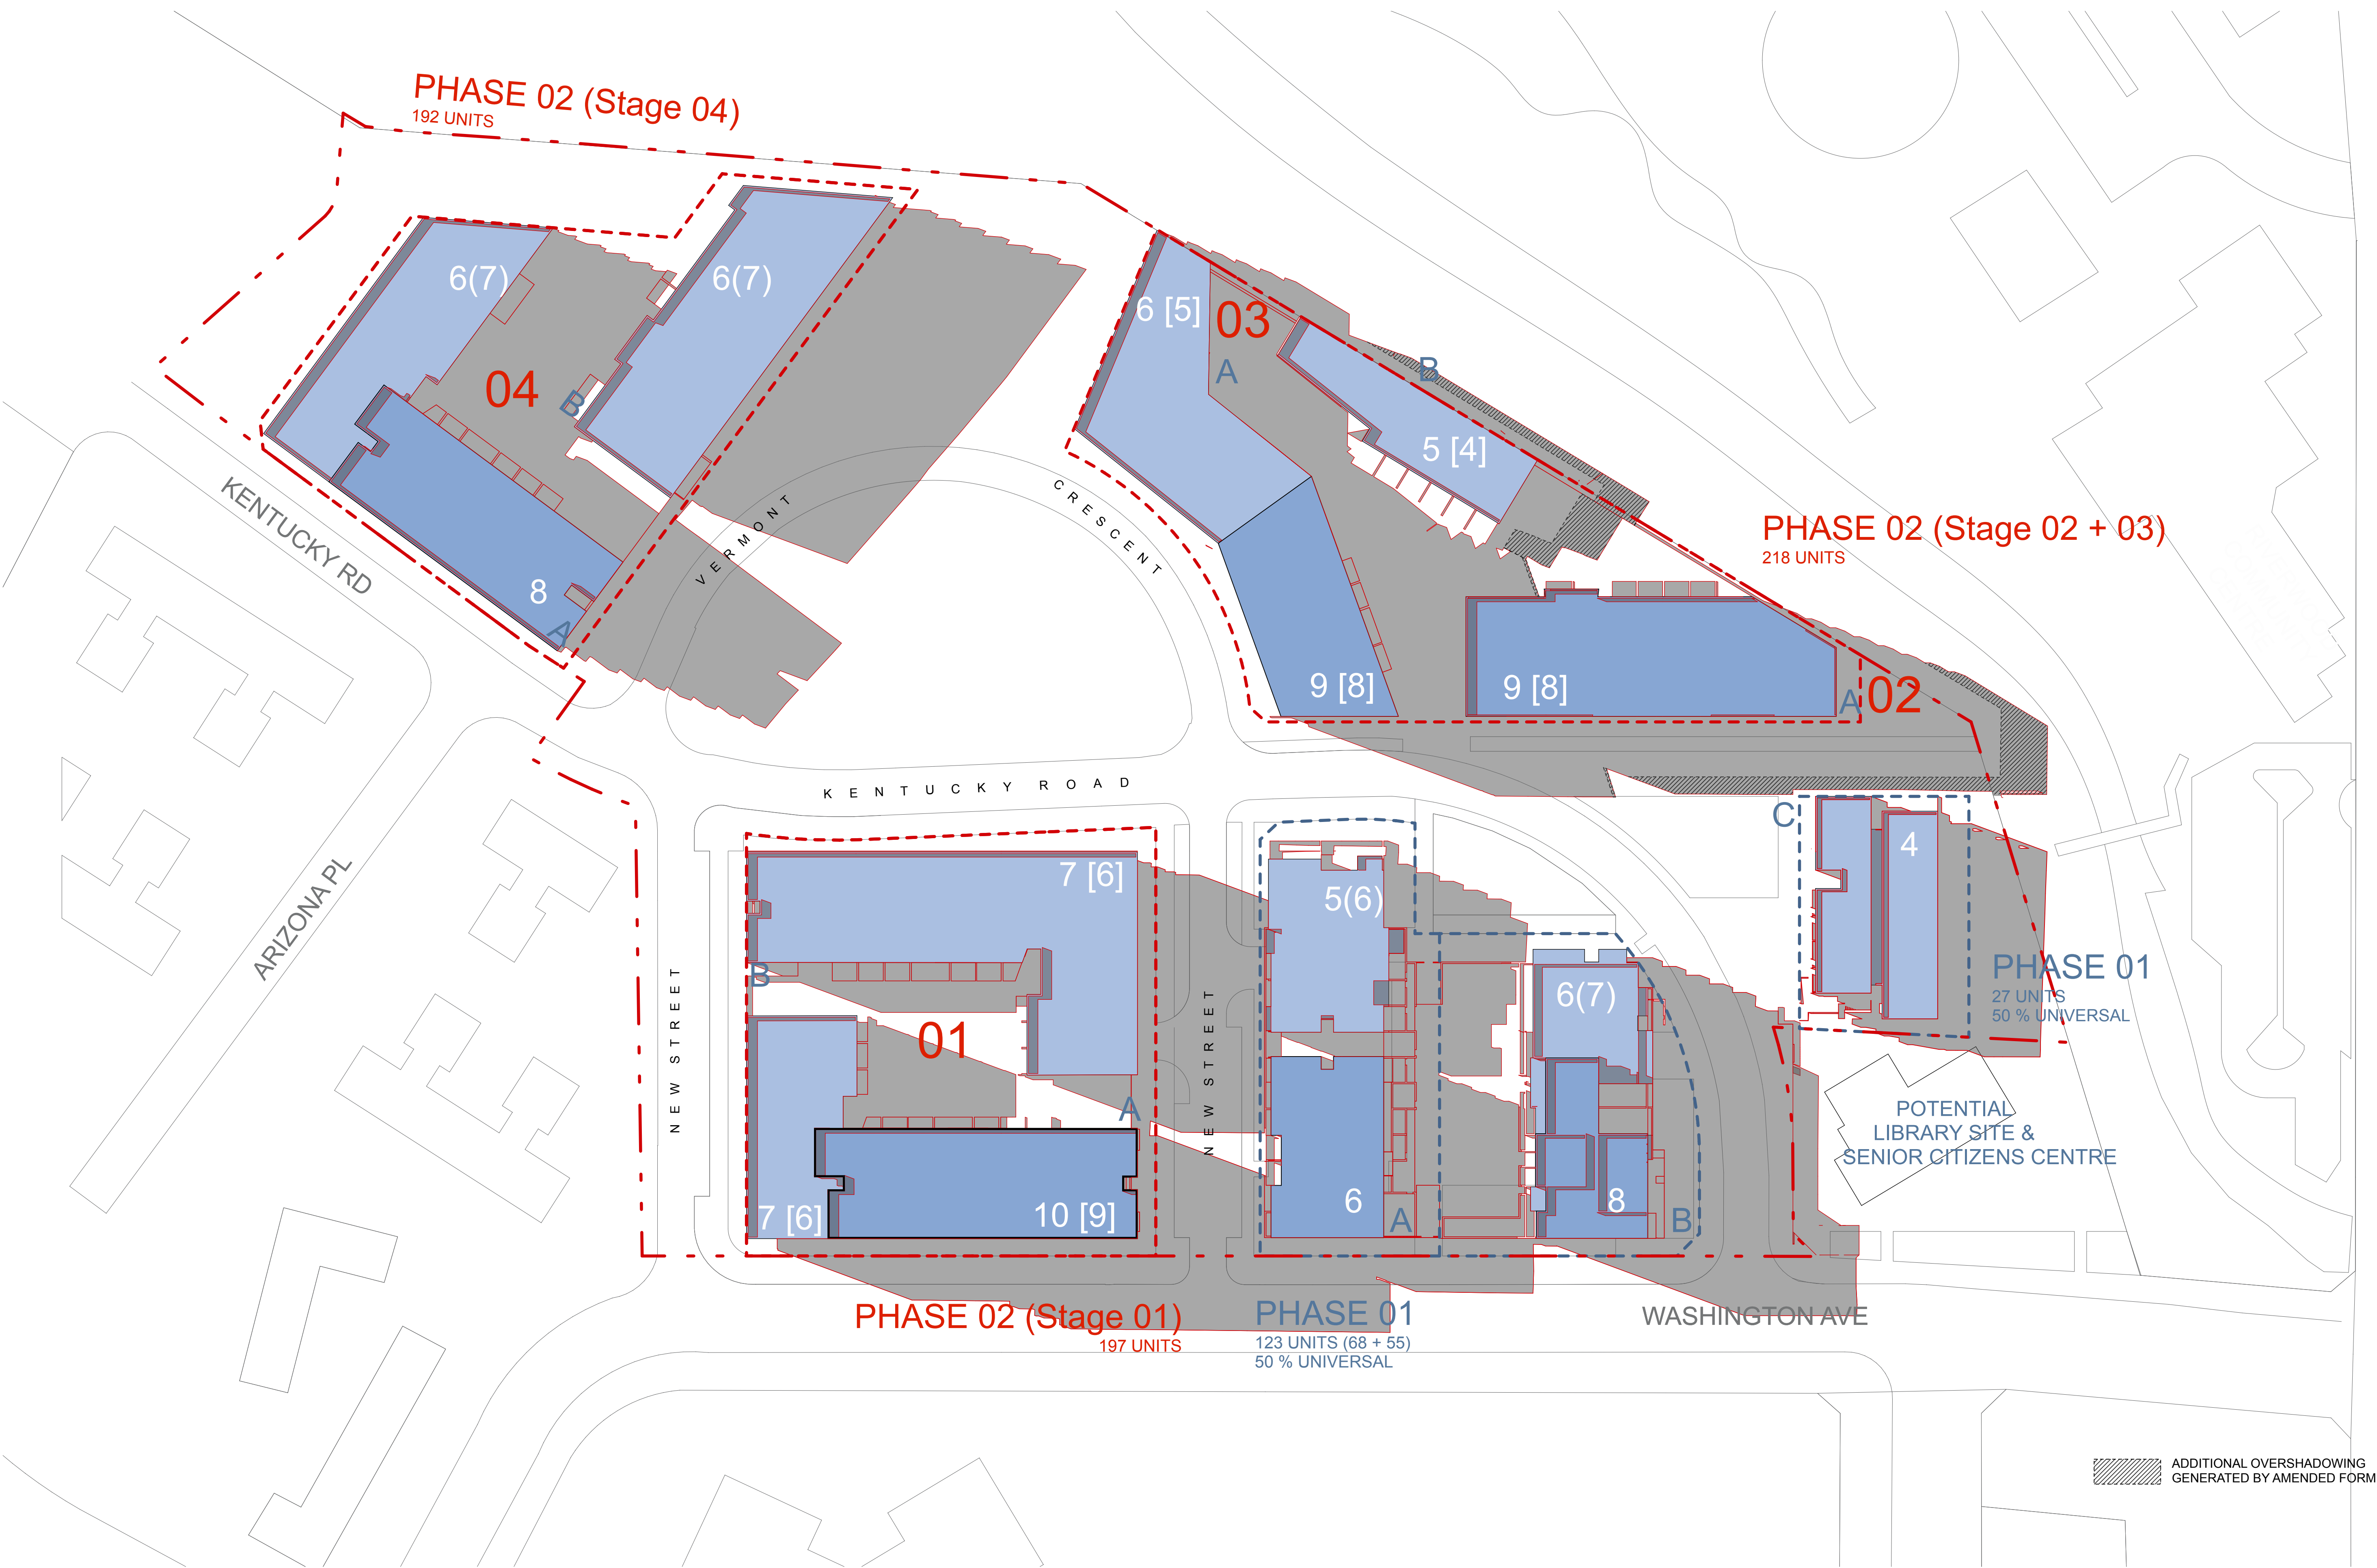 PHASE 02 (Stage 04)
192 UNITS
6(7)
6(7)
04
B
8
A
KENTUCKY RD
VERMONT
CRESCENT
6 [5]
03
A
B
5 [4]
9 [8]
9 [8]
A
02
PHASE 02 (Stage 02 + 03)
218 UNITS
ARIZONA PL
KENTUCKY ROAD
NEW STREET
NEW STREET
7 [6]
B
01
A
7 [6]
10 [9]
PHASE 02 (Stage 01)
197 UNITS
5(6)
6
A
6(7)
8
B
PHASE 01
123 UNITS (68 + 55)
50 % UNIVERSAL
C
4
PHASE 01
27 UNITS
50 % UNIVERSAL
POTENTIAL
LIBRARY SITE &
SENIOR CITIZENS CENTRE
WASHINGTON AVE
ADDITIONAL OVERSHADOWING
GENERATED BY AMENDED FORM